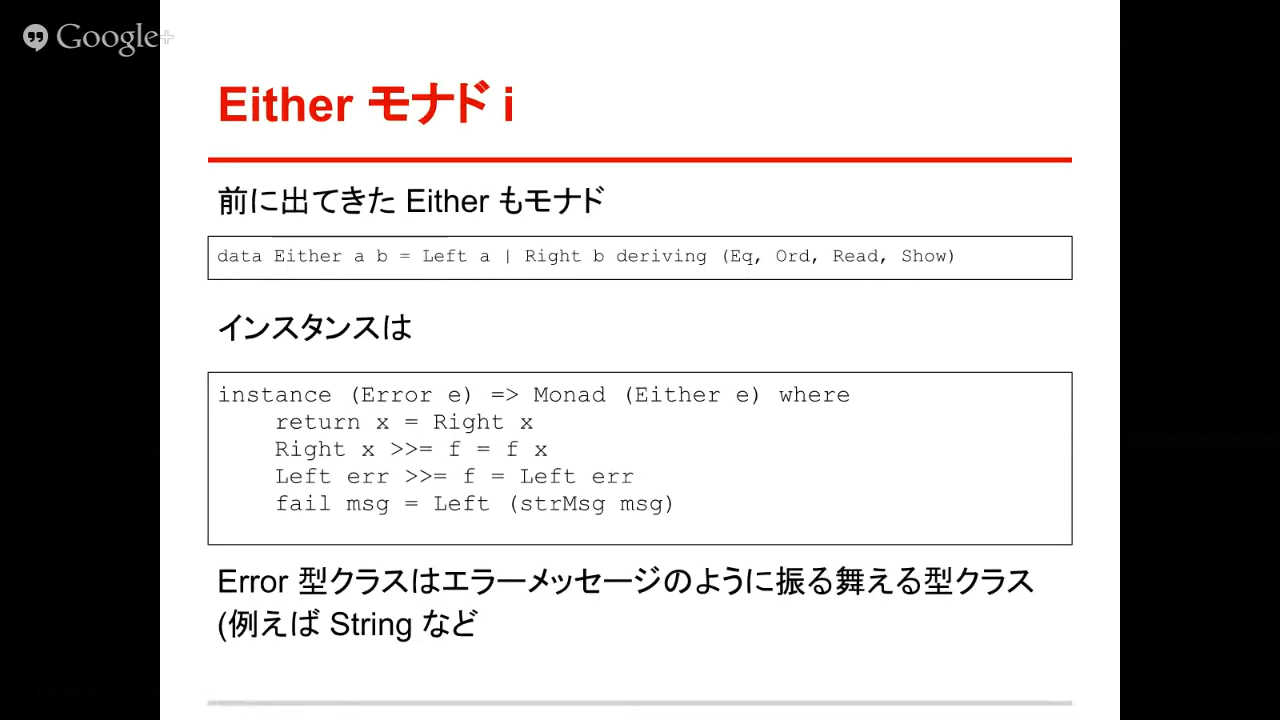 Google+
Either モナド i
前に出てきた Either もモナド
data Either a b = Left a | Right b deriving (Eq, Ord, Read, Show)
インスタンスは
instance (Error e) => Monad (Either e) where
    return x = Right x
    Right x >>= f = f x
    Left err >>= f = Left err
    fail msg = Left (strMsg msg)
Error 型クラスはエラーメッセージのように振る舞える型クラス
(例えば String など